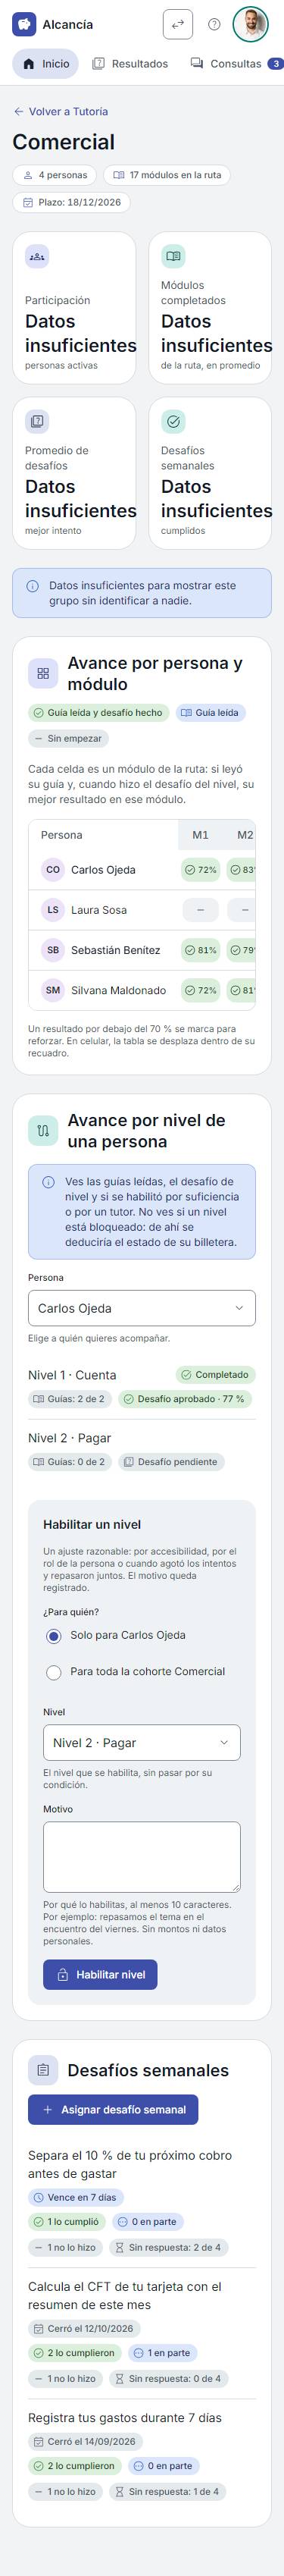 Alcancía
Inicio
Resultados
Consultas 3
Volver a Tutoría
Comercial
4 personas
17 módulos en la ruta
Plazo: 18/12/2026
Participación
Datos
insuficientes
personas activas
Módulos
completados
Datos
insuficientes
de la ruta, en promedio
Promedio de
desafíos
Datos
insuficientes
mejor intento
Desafíos
semanales
Datos
insuficientes
cumplidos
Datos insuficientes para mostrar este
grupo sin identificar a nadie.
Avance por persona y
módulo
Guía leída y desafío hecho
Guía leída
Sin empezar
Cada celda es un módulo de la ruta: si leyó
su guía y, cuando hizo el desafío del nivel, su
mejor resultado en ese módulo.
Persona M1 M2
CO Carlos Ojeda 72% 83%
LS Laura Sosa – –
SB Sebastián Benítez 81% 79%
SM Silvana Maldonado 72% 81%
Un resultado por debajo del 70 % se marca para
reforzar. En celular, la tabla se desplaza dentro de su
recuadro.
Avance por nivel de
una persona
Ves las guías leídas, el desafío de
nivel y si se habilitó por suficiencia
o por un tutor. No ves si un nivel
está bloqueado: de ahí se
deduciría el estado de su billetera.
Persona
Carlos Ojeda
Elige a quién quieres acompañar.
Nivel 1 · Cuenta
Completado
Guías: 2 de 2
Desafío aprobado · 77 %
Nivel 2 · Pagar
Guías: 0 de 2
Desafío pendiente
Habilitar un nivel
Un ajuste razonable: por accesibilidad, por el
rol de la persona o cuando agotó los intentos
y repasaron juntos. El motivo queda
registrado.
¿Para quién?
Solo para Carlos Ojeda
Para toda la cohorte Comercial
Nivel
Nivel 2 · Pagar
El nivel que se habilita, sin pasar por su
condición.
Motivo
Por qué lo habilitas, al menos 10 caracteres.
Por ejemplo: repasamos el tema en el
encuentro del viernes. Sin montos ni datos
personales.
Habilitar nivel
Desafíos semanales
Asignar desafío semanal
Separa el 10 % de tu próximo cobro
antes de gastar
Vence en 7 días
1 lo cumplió
0 en parte
1 no lo hizo
Sin respuesta: 2 de 4
Calcula el CFT de tu tarjeta con el
resumen de este mes
Cerró el 12/10/2026
2 lo cumplieron
1 en parte
1 no lo hizo
Sin respuesta: 0 de 4
Registra tus gastos durante 7 días
Cerró el 14/09/2026
2 lo cumplieron
0 en parte
1 no lo hizo
Sin respuesta: 1 de 4